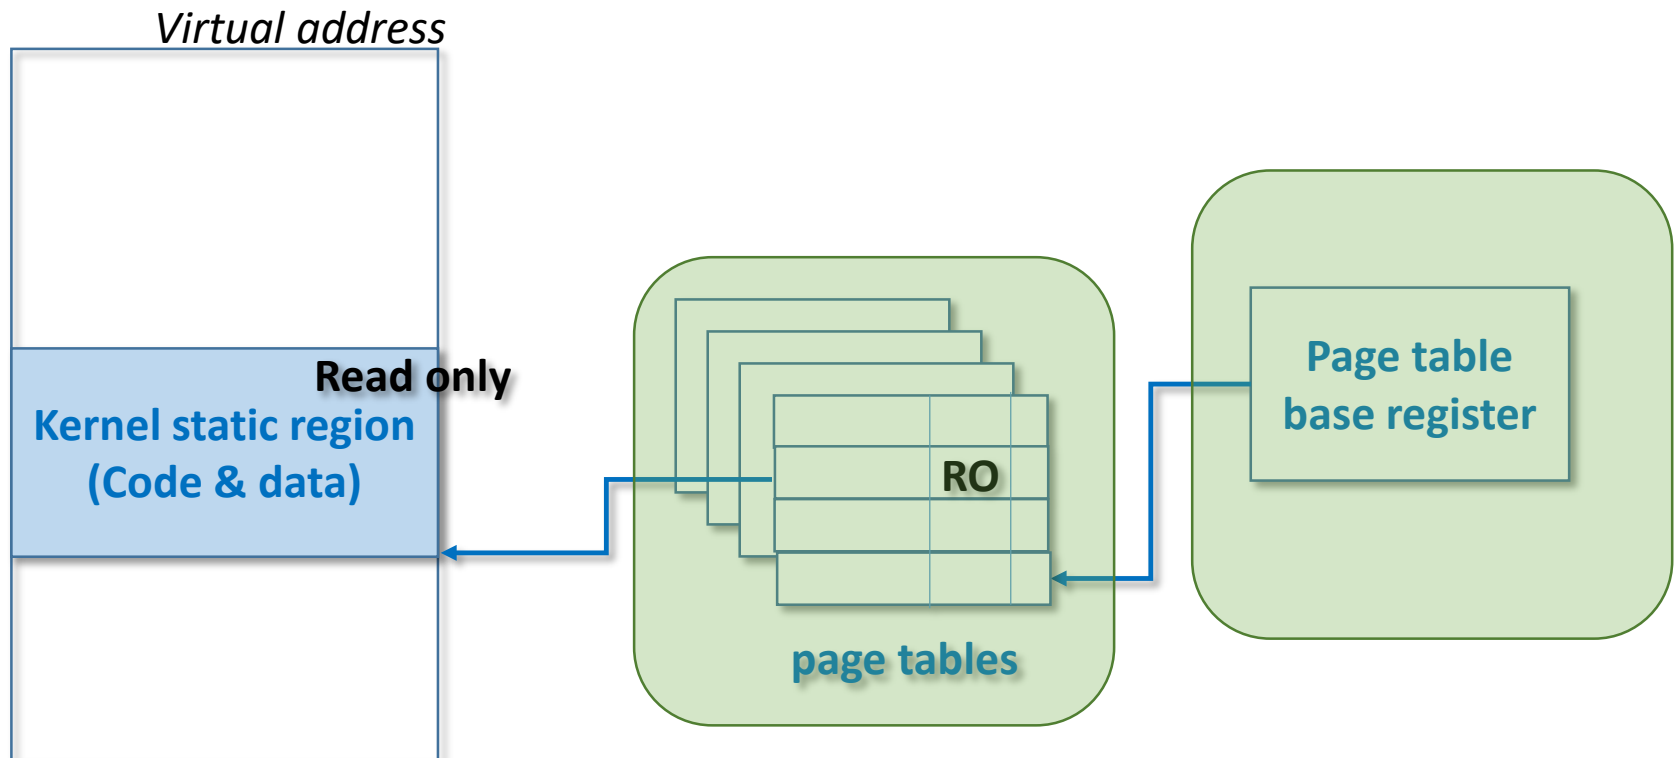 Virtual address
Read only
Kernel static region
(Code & data)
RO
page tables
Page table
base register